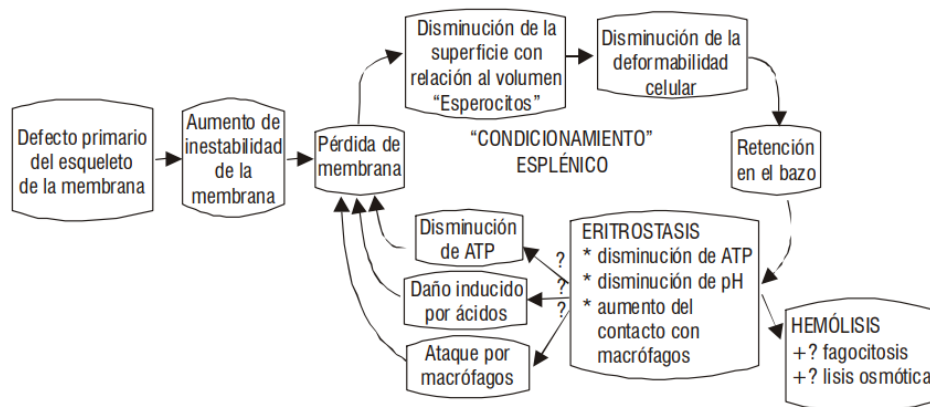 Defecto primario
del esqueleto
de la membrana
Aumento de
inestabilidad
de la
membrana
Pérdida de
membrana
Disminución de la
superficie con
relación al volumen
“Esperocitos”
Disminución de la
deformabilidad
celular
“CONDICIONAMIENTO”
ESPLÉNICO
Retención
en el bazo
ERITROSTASIS
* disminución de ATP
* disminución de pH
* aumento del
contacto con
macrófagos
?
?
?
Disminución
de ATP
Daño inducido
por ácidos
Ataque por
macrófagos
HEMÓLISIS
+? fagocitosis
+? lisis osmótica